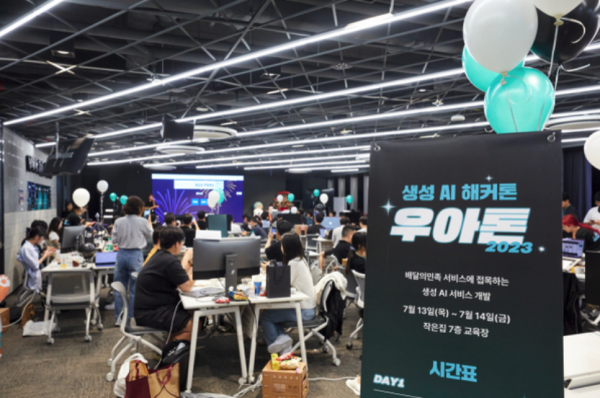 생성 AI 해커톤
우아톤
2023
배달의민족 서비스에 접목하는
생성 AI 서비스 개발
7월 13일(목) ~ 7월 14일(금)
작은집 7층 교육장
시간표
DAY1